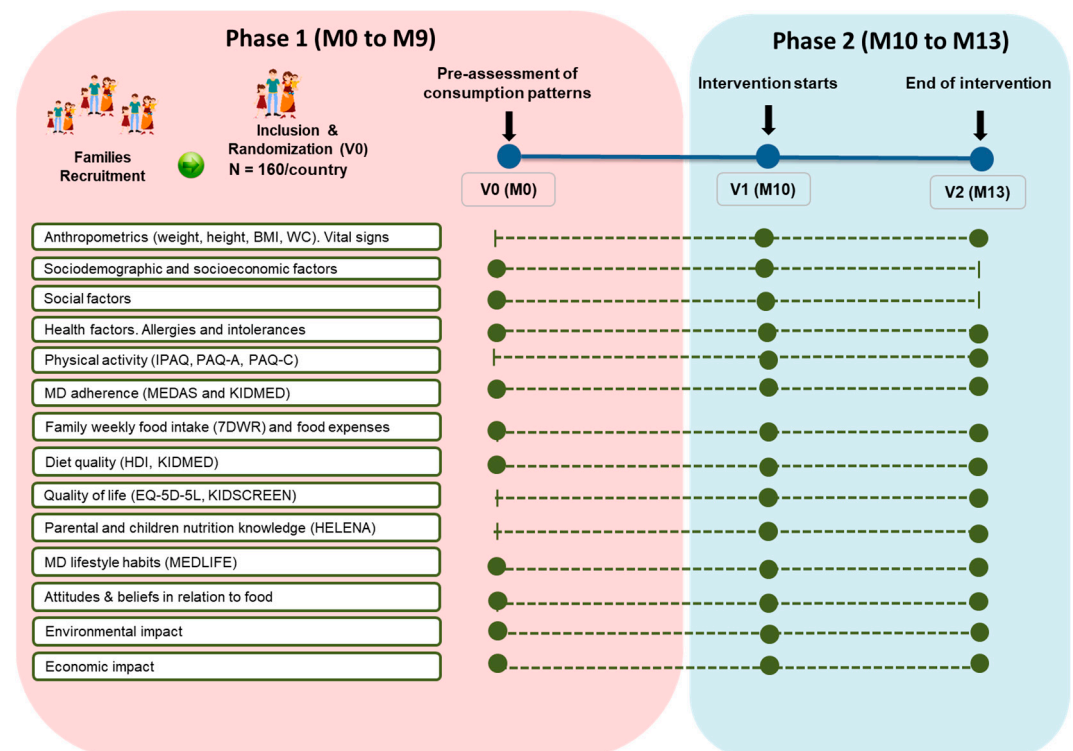 Phase 1 (M0 to M9)
Phase 2 (M10 to M13)
Families
Recruitment
Inclusion &
Randomization (V0)
N = 160/country
Pre-assessment of
consumption patterns
Intervention starts
End of intervention
V0 (M0)
V1 (M10)
V2 (M13)
Anthropometrics (weight, height, BMI, WC). Vital signs
Sociodemographic and socioeconomic factors
Social factors
Health factors. Allergies and intolerances
Physical activity (IPAQ, PAQ-A, PAQ-C)
MD adherence (MEDAS and KIDMED)
Family weekly food intake (7DWR) and food expenses
Diet quality (HDI, KIDMED)
Quality of life (EQ-5D-5L, KIDSCREEN)
Parental and children nutrition knowledge (HELENA)
MD lifestyle habits (MEDLIFE)
Attitudes & beliefs in relation to food
Environmental impact
Economic impact